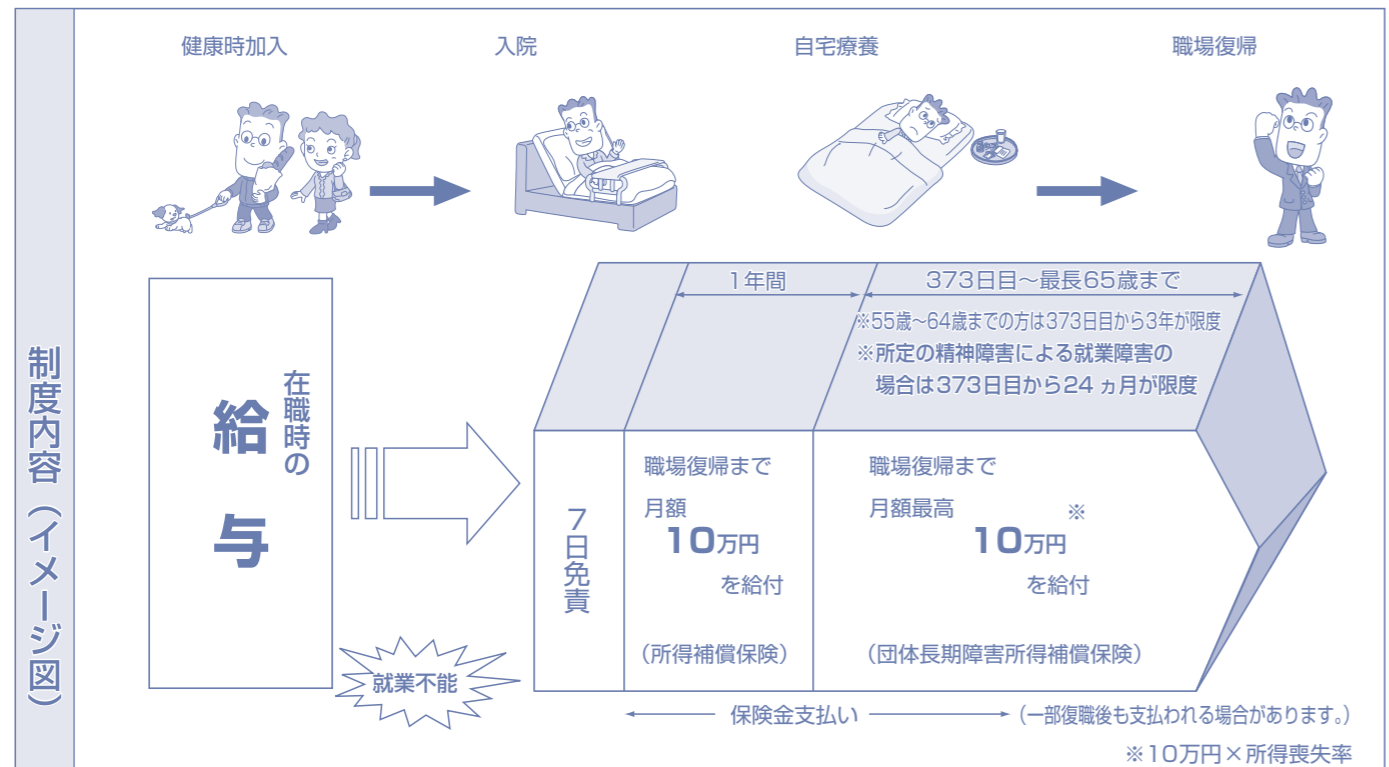 制度内容（イメージ図）
健康時加入
入院
自宅療養
職場復帰
在職時の
給与
就業不能
1年間
373日目～最長65歳まで
※55歳～64歳までの方は373日目から3年が限度
※所定の精神障害による就業障害の
場合は373日目から24ヵ月が限度
7日免責
職場復帰まで
月額
10万円
を給付
（所得補償保険）
職場復帰まで
月額最高
※
10万円
を給付
（団体長期障害所得補償保険）
保険金支払い
（一部復職後も支払われる場合があります。）
※10万円×所得喪失率